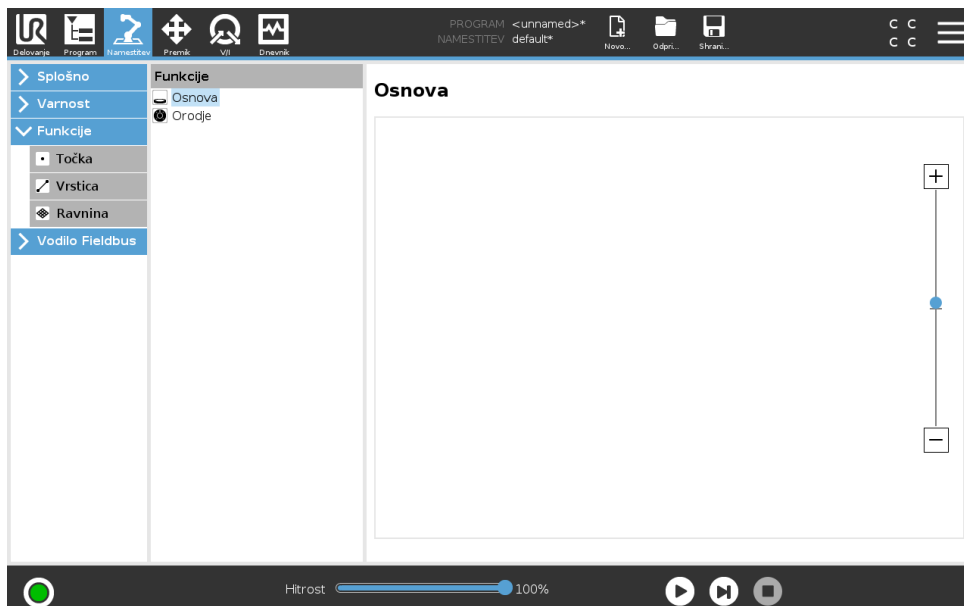 PROGRAM <unnamed>*
NAMESTITEV default*
Delovanje Program Namestitev Premik V/I Dnevnik Novo... Odpri... Shrani...
C C
C C
Splošno
Varnost
Funkcije
Točka
Vrstica
Ravnina
Vodilo Fieldbus
Funkcije
Osnova
Orodje
Osnova
Hitrost 100%